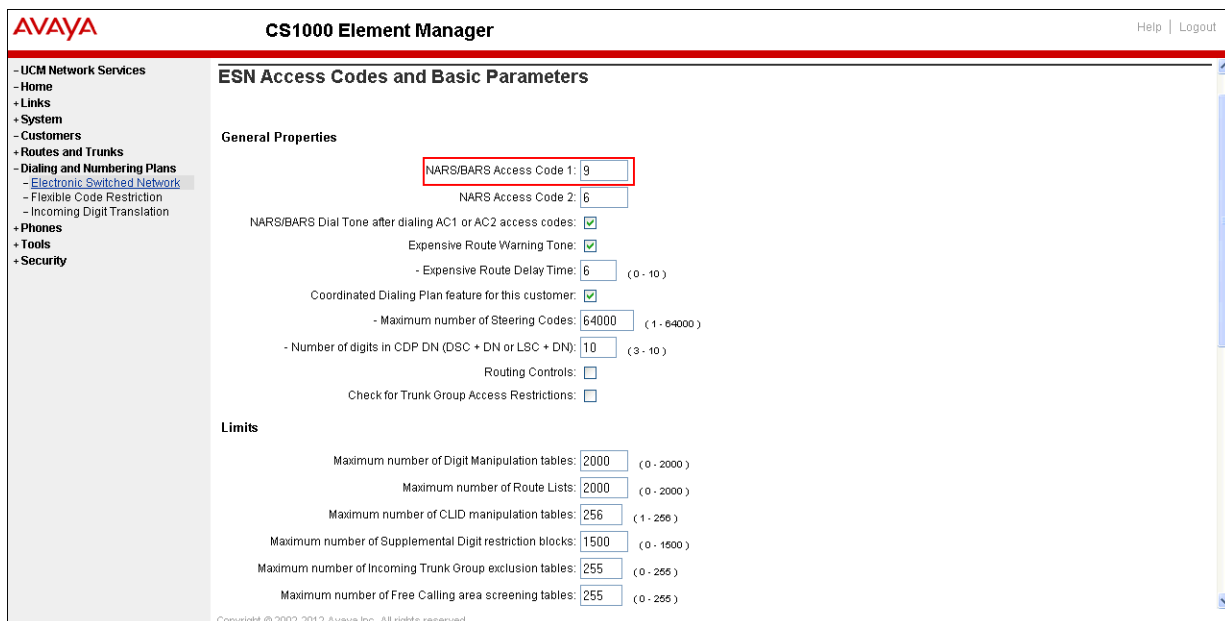 AVAYA
CS1000 Element Manager
Help | Logout
- UCM Network Services
- Home
+ Links
+ System
- Customers
+ Routes and Trunks
- Dialing and Numbering Plans
- Electronic Switched Network
- Flexible Code Restriction
- Incoming Digit Translation
+ Phones
+ Tools
+ Security
ESN Access Codes and Basic Parameters
General Properties
NARS/BARS Access Code 1: 9
NARS Access Code 2: 6
NARS/BARS Dial Tone after dialing AC1 or AC2 access codes:
Expensive Route Warning Tone:
- Expensive Route Delay Time: 6 (0 - 10)
Coordinated Dialing Plan feature for this customer:
- Maximum number of Steering Codes: 64000 (1 - 64000)
- Number of digits in CDP DN (DSC + DN or LSC + DN): 10 (3 - 10)
Routing Controls:
Check for Trunk Group Access Restrictions:
Limits
Maximum number of Digit Manipulation tables: 2000 (0 - 2000)
Maximum number of Route Lists: 2000 (0 - 2000)
Maximum number of CLID manipulation tables: 256 (1 - 256)
Maximum number of Supplemental Digit restriction blocks: 1500 (0 - 1500)
Maximum number of Incoming Trunk Group exclusion tables: 255 (0 - 255)
Maximum number of Free Calling area screening tables: 255 (0 - 255)
Copyright © 2002-2012 Avaya Inc. All rights reserved.